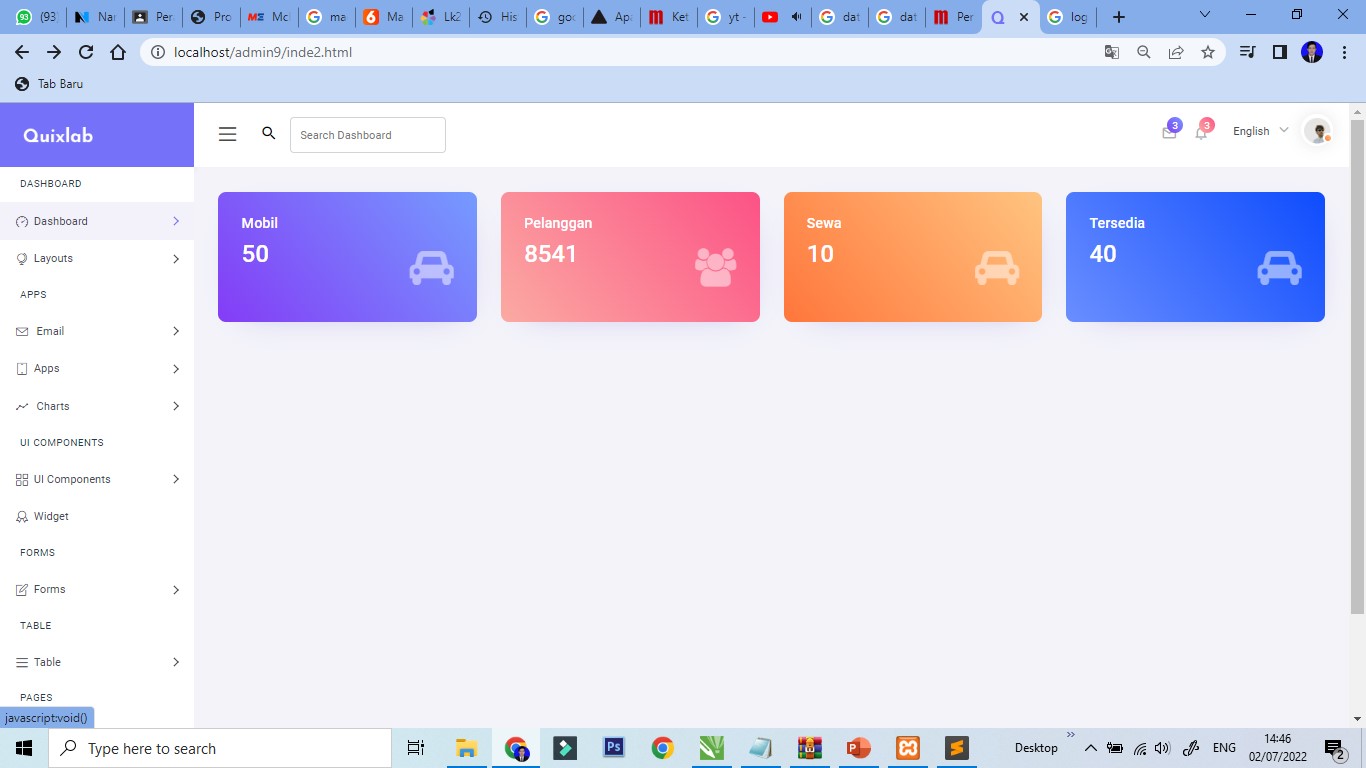 (93)
Nar
Per
Pro
ma
Ma
Lk2
His
goo
Apa
Ket
yt -
dat
dat
Per
log
localhost/admin9/inde2.html
Tab Baru
Quixlab
Search Dashboard
3
3
English
DASHBOARD
Dashboard
Layouts
APPS
Email
Apps
Charts
UI COMPONENTS
UI Components
Widget
FORMS
Forms
TABLE
Table
PAGES
Mobil
50
Pelanggan
8541
Sewa
10
Tersedia
40
javascript:void()
Type here to search
Ps
Desktop
ENG
14:46
02/07/2022
2